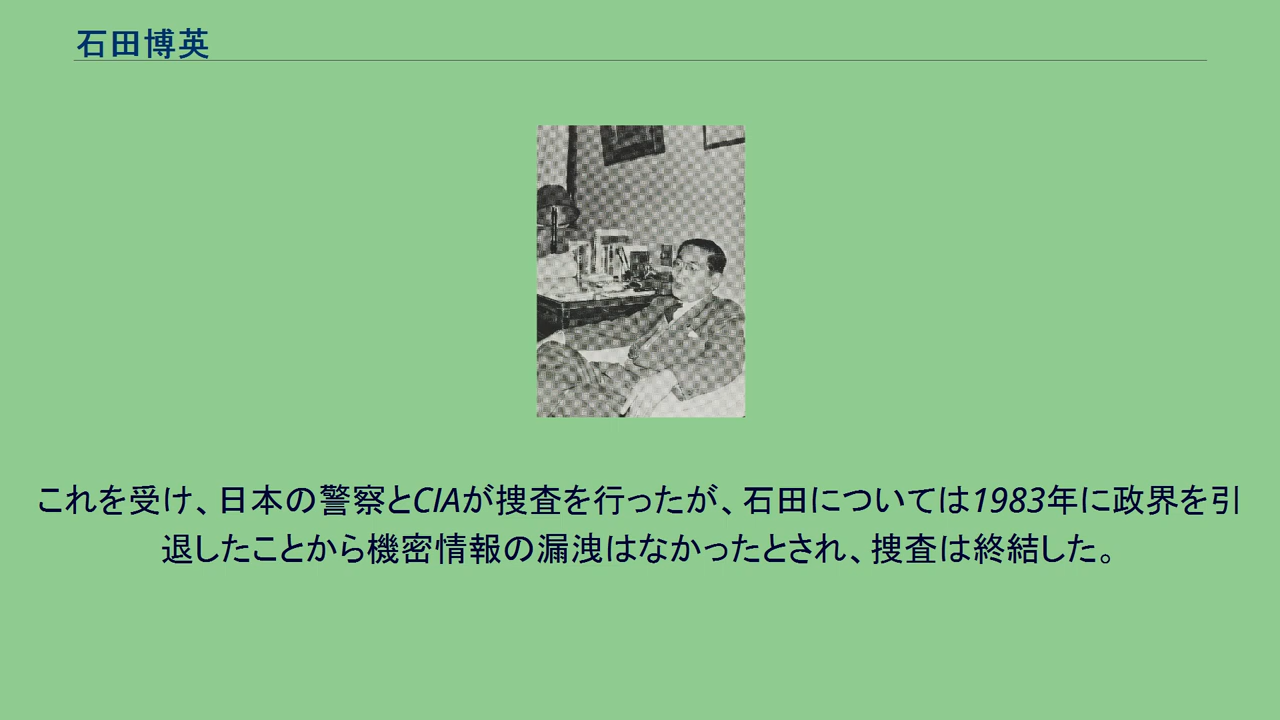 石田博英
これを受け、日本の警察とCIAが捜査を行ったが、石田については1983年に政界を引
退したことから機密情報の漏洩はなかったとされ、捜査は終結した。